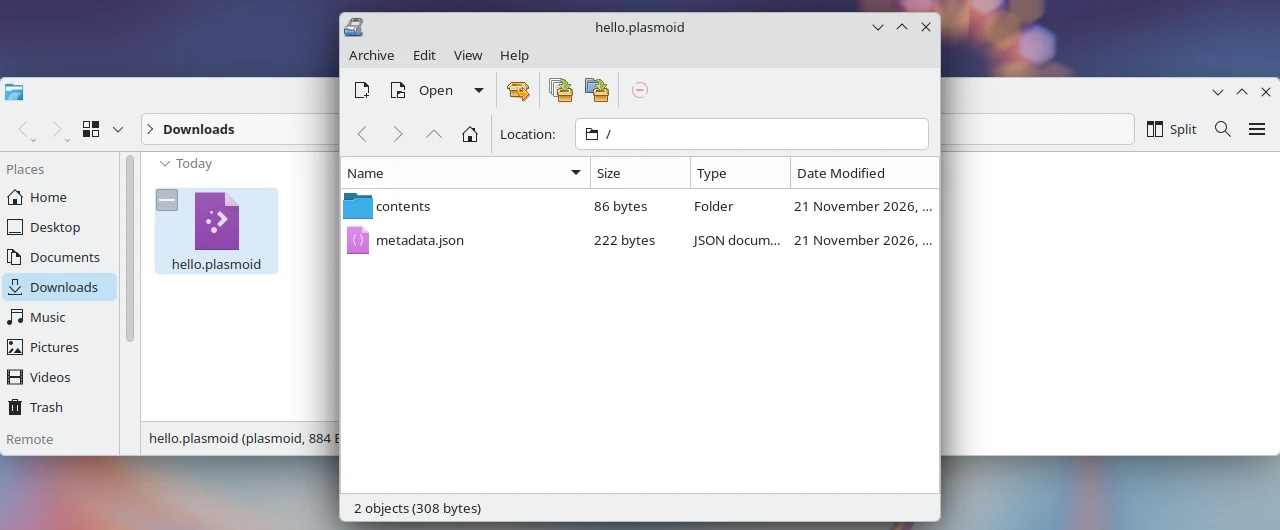 hello.plasmoid
Archive Edit View Help
Open
Location: /
Name Size Type Date Modified
contents 86 bytes Folder 21 November 2026, ...
metadata.json 222 bytes JSON docum... 21 November 2026, ...
2 objects (308 bytes)
Downloads
Split
Places
Home
Desktop
Documents
Downloads
Music
Pictures
Videos
Trash
Remote
Today
hello.plasmoid
hello.plasmoid (plasmoid, 884